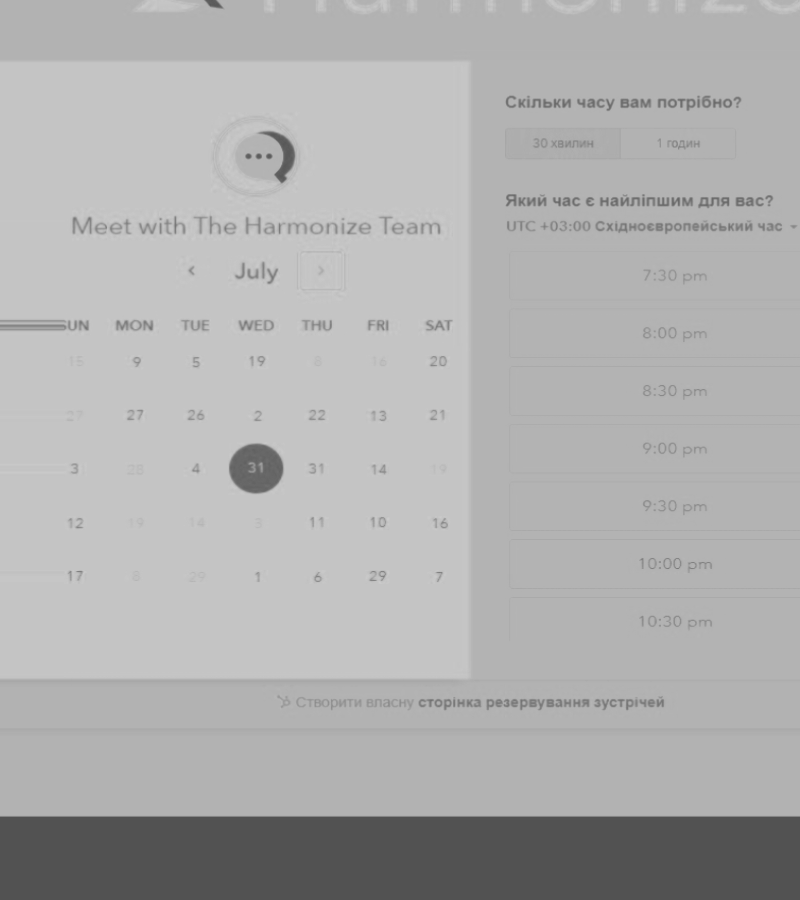 Harmonize
Meet with The Harmonize Team
July
SUN MON TUE WED THU FRI SAT
15 9 5 19 8 16 20
27 27 26 2 22 13 21
3 28 4 31 31 14 19
12 19 14 3 11 10 16
17 8 29 1 6 29 7
Скільки часу вам потрібно?
30 хвилин 1 годин
Який час є найліпшим для вас?
UTC +03:00 Східноєвропейський час
7:30 pm
8:00 pm
8:30 pm
9:00 pm
9:30 pm
10:00 pm
10:30 pm
Створити власну сторінка резервування зустрічей